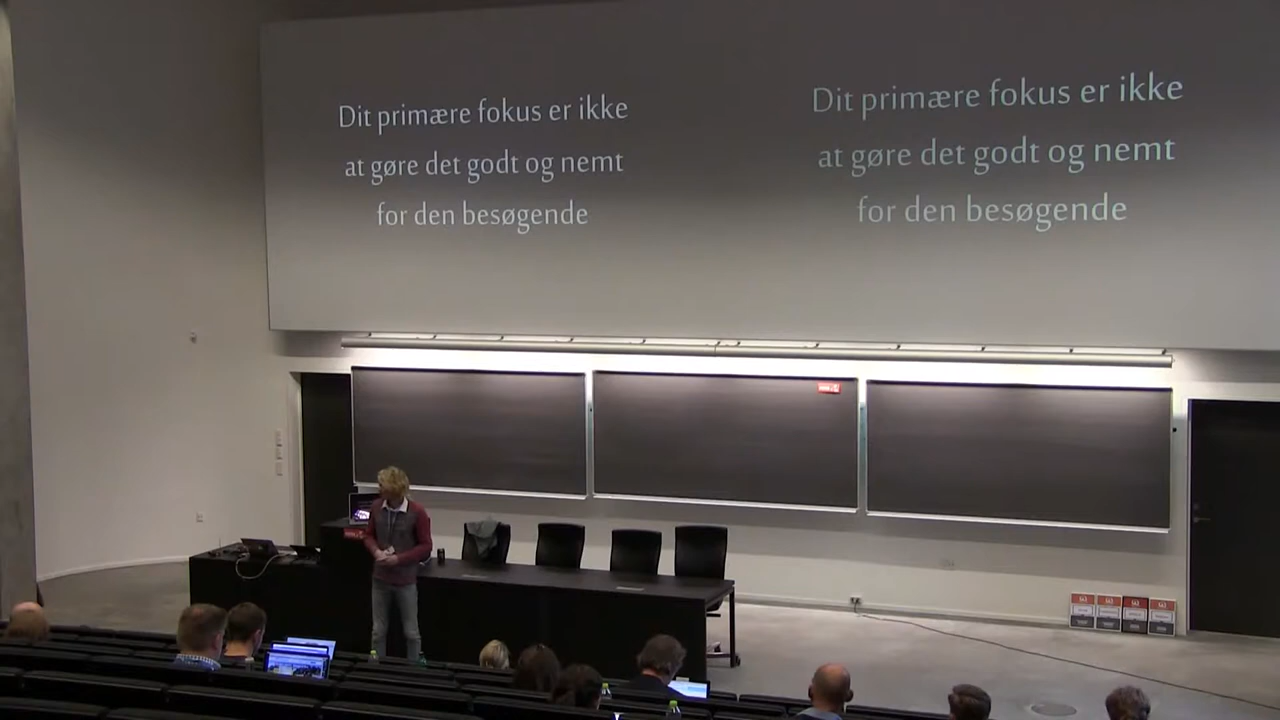 Dit primære fokus er ikke
at gøre det godt og nemt
for den besøgende
Dit primære fokus er ikke
at gøre det godt og nemt
for den besøgende